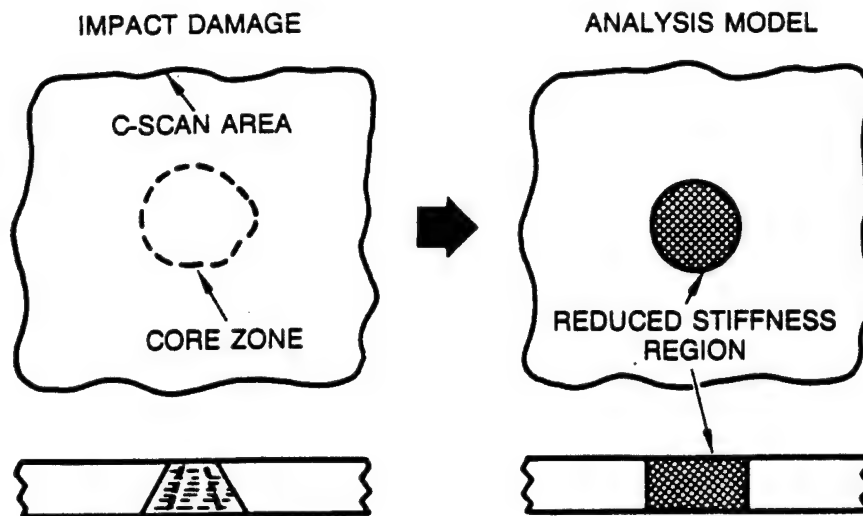 IMPACT DAMAGE
ANALYSIS MODEL
C-SCAN AREA
CORE ZONE
REDUCED STIFFNESS
REGION